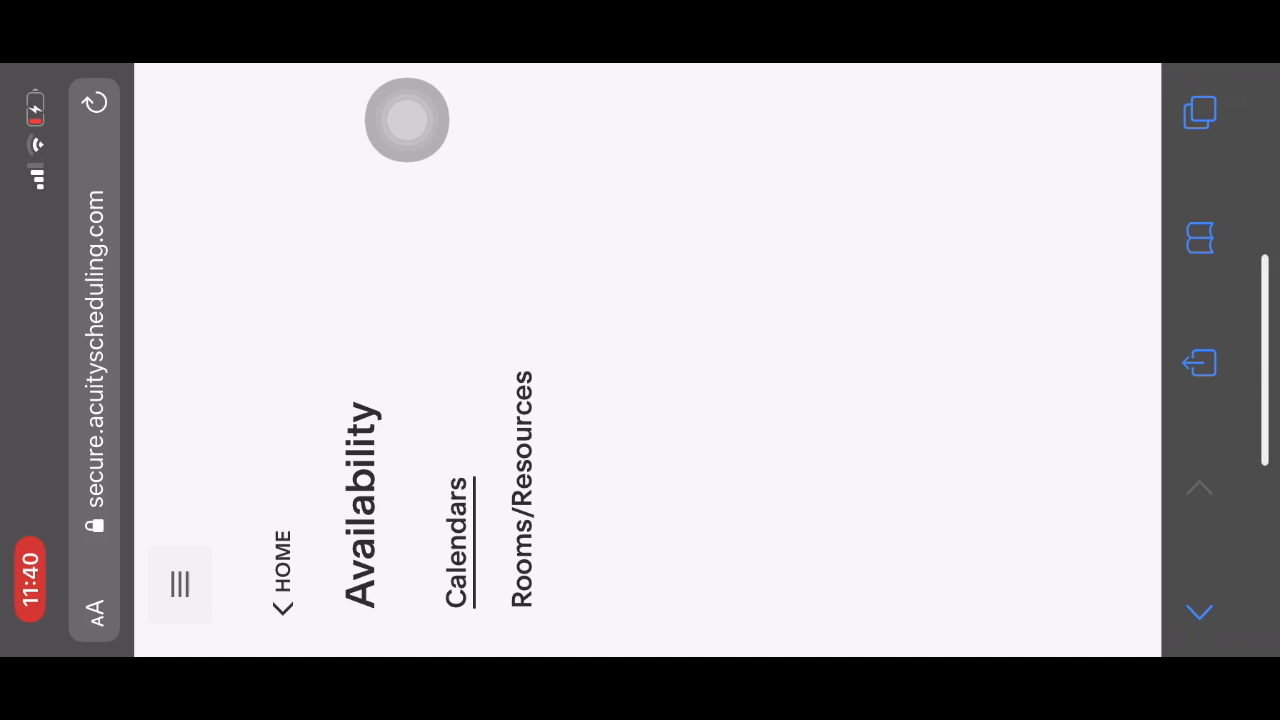 11:40
AA secure.acuityscheduling.com
HOME
Availability
Calendars
Rooms/Resources